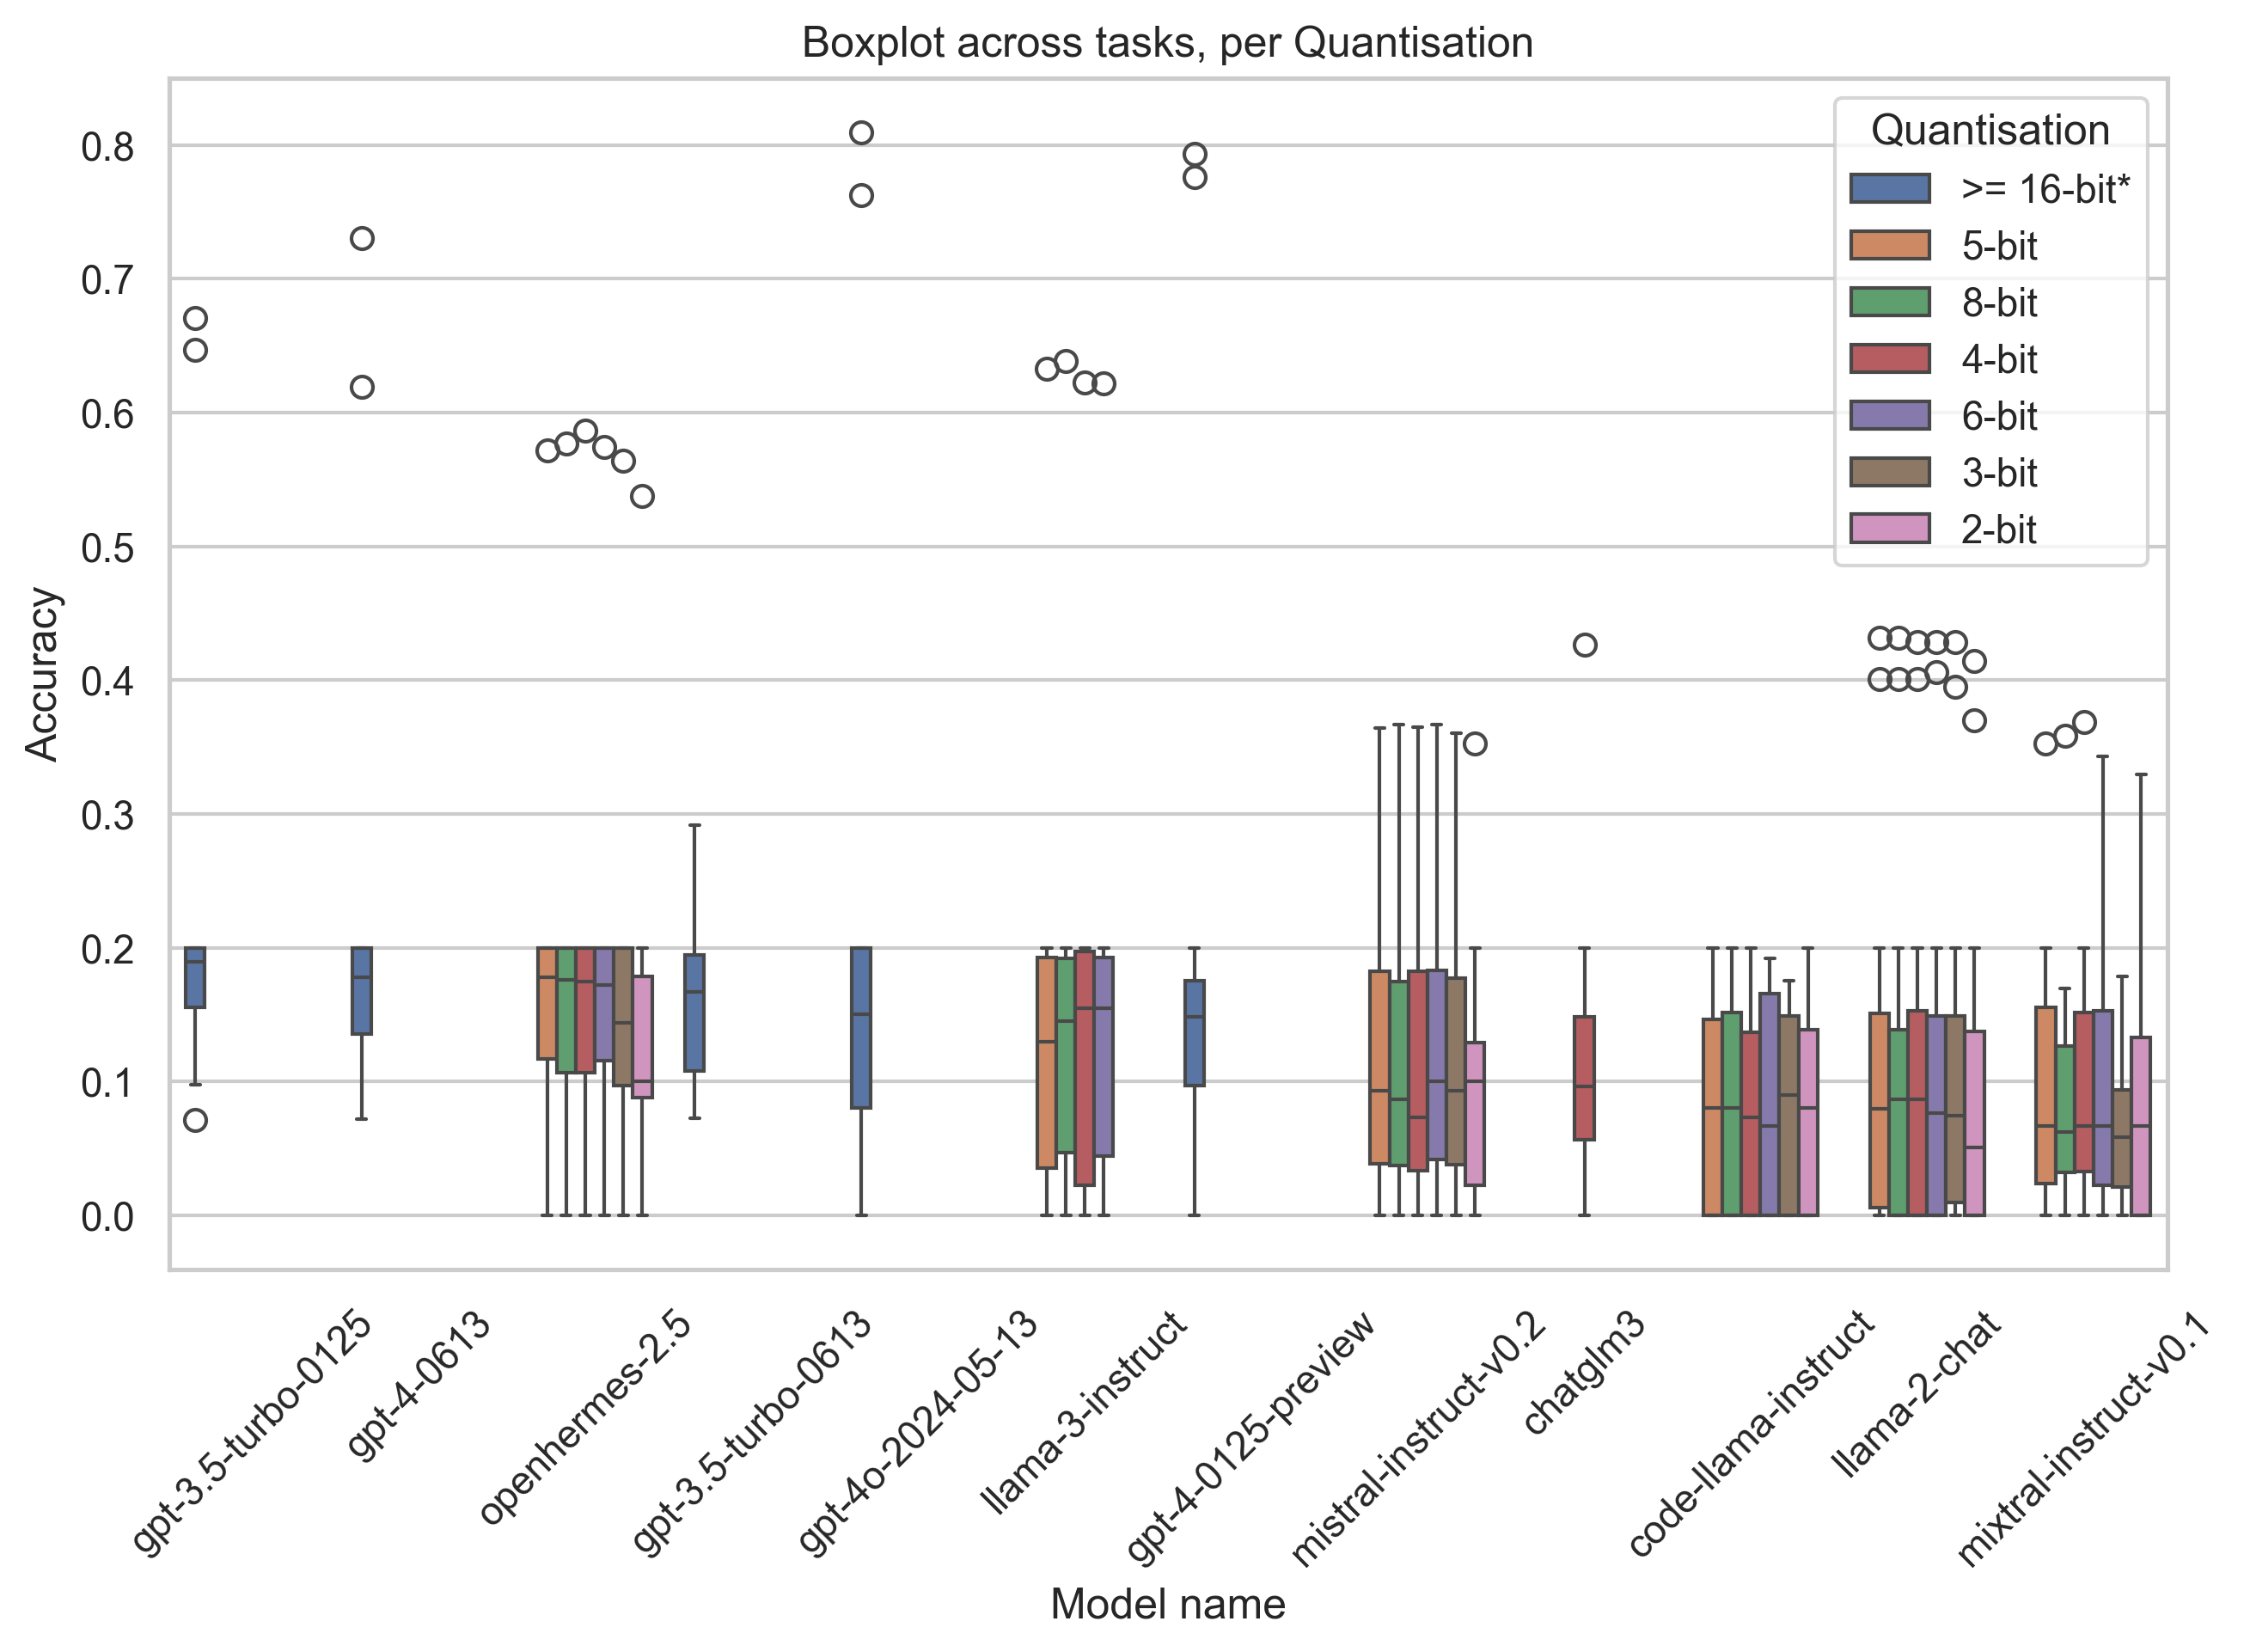 Boxplot across tasks, per Quantisation
Quantisation
>= 16-bit*
5-bit
8-bit
4-bit
6-bit
3-bit
2-bit
Accuracy
0.8
0.7
0.6
0.5
0.4
0.3
0.2
0.1
0.0
gpt-3.5-turbo-0125
gpt-4-0613
openhermes-2.5
gpt-3.5-turbo-0613
gpt-4o-2024-05-13
llama-3-instruct
gpt-4-0125-preview
mistral-instruct-v0.2
chatglm3
code-llama-instruct
llama-2-chat
mixtral-instruct-v0.1
Model name